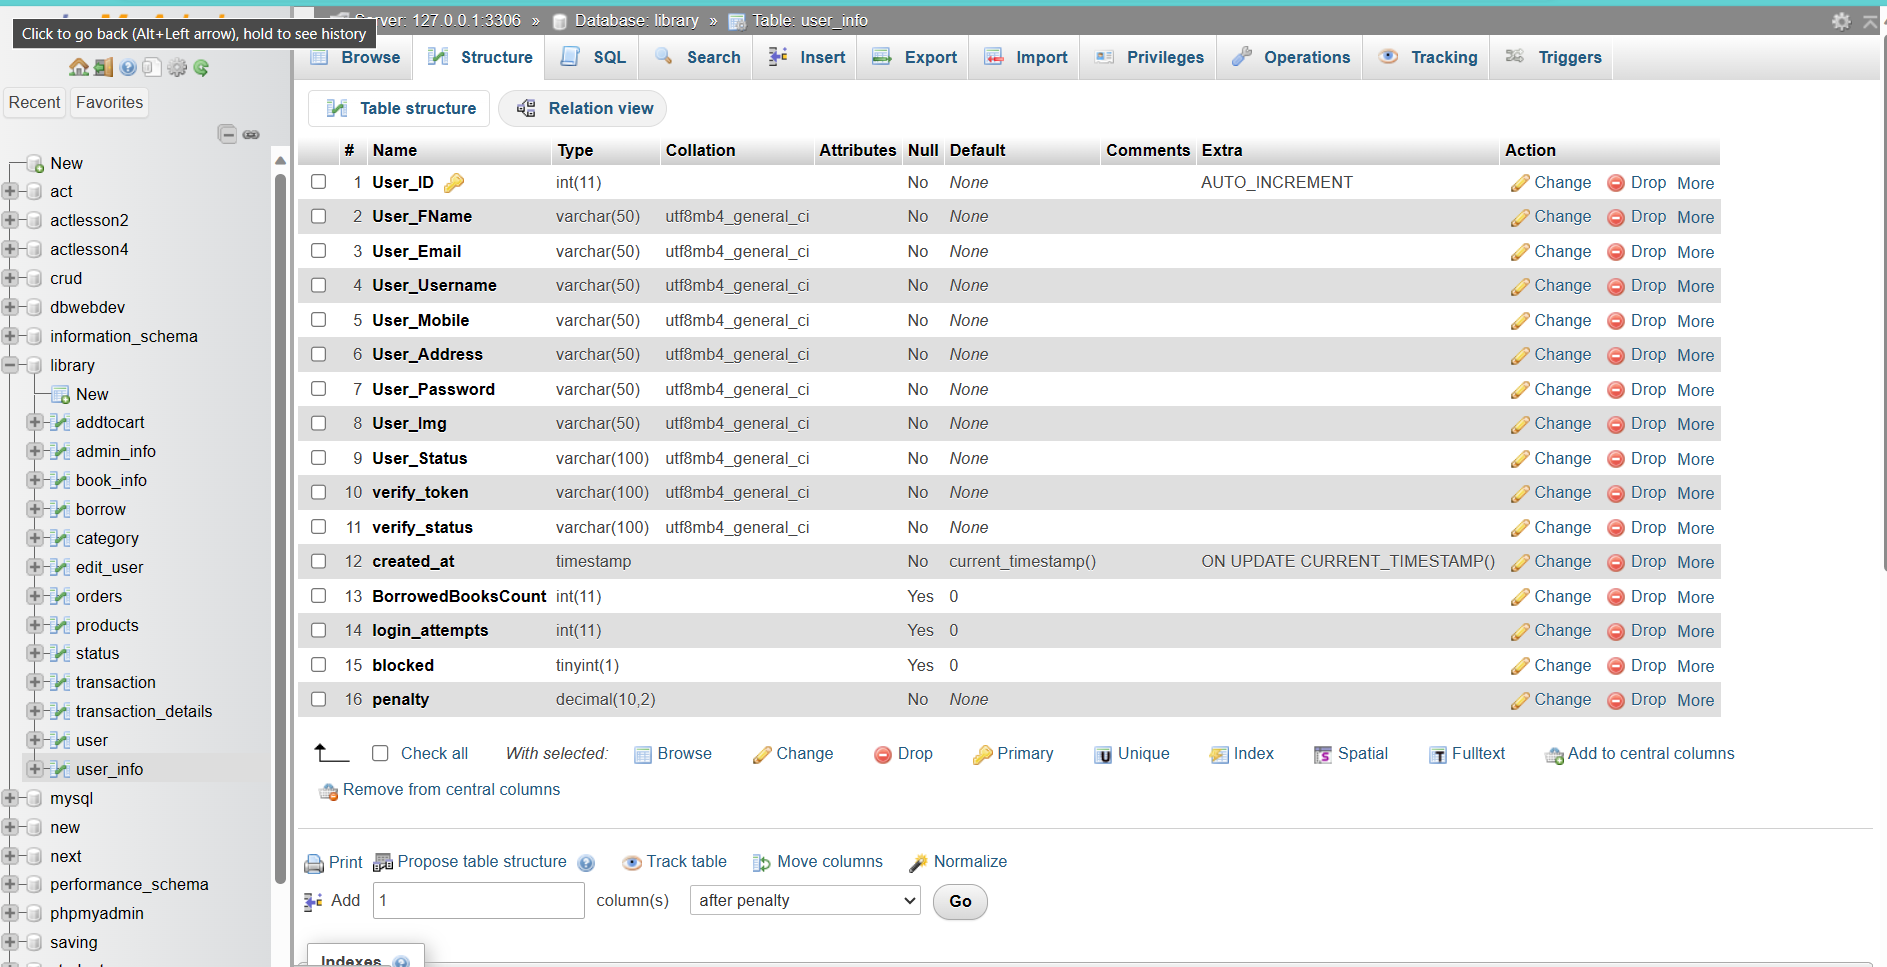 Server: 127.0.0.1:3306 » Database: library » Table: user_info
Click to go back (Alt+Left arrow), hold to see history
Browse Structure SQL Search Insert Export Import Privileges Operations Tracking Triggers
Recent Favorites
Table structure Relation view
New
act
actlesson2
actlesson4
crud
dbwebdev
information_schema
library
New
addtocart
admin_info
book_info
borrow
category
edit_user
orders
products
status
transaction
transaction_details
user
user_info
mysql
new
next
performance_schema
phpmyadmin
saving
# Name Type Collation Attributes Null Default Comments Extra Action
1 User_ID int(11) No None AUTO_INCREMENT Change Drop More
2 User_FName varchar(50) utf8mb4_general_ci No None Change Drop More
3 User_Email varchar(50) utf8mb4_general_ci No None Change Drop More
4 User_Username varchar(50) utf8mb4_general_ci No None Change Drop More
5 User_Mobile varchar(50) utf8mb4_general_ci No None Change Drop More
6 User_Address varchar(50) utf8mb4_general_ci No None Change Drop More
7 User_Password varchar(50) utf8mb4_general_ci No None Change Drop More
8 User_Img varchar(50) utf8mb4_general_ci No None Change Drop More
9 User_Status varchar(100) utf8mb4_general_ci No None Change Drop More
10 verify_token varchar(100) utf8mb4_general_ci No None Change Drop More
11 verify_status varchar(100) utf8mb4_general_ci No None Change Drop More
12 created_at timestamp No current_timestamp() ON UPDATE CURRENT_TIMESTAMP() Change Drop More
13 BorrowedBooksCount int(11) Yes 0 Change Drop More
14 login_attempts int(11) Yes 0 Change Drop More
15 blocked tinyint(1) Yes 0 Change Drop More
16 penalty decimal(10,2) No None Change Drop More
Check all With selected: Browse Change Drop Primary Unique Index Spatial Fulltext Add to central columns
Remove from central columns
Print Propose table structure Track table Move columns Normalize
Add 1 column(s) after penalty Go
Indexes